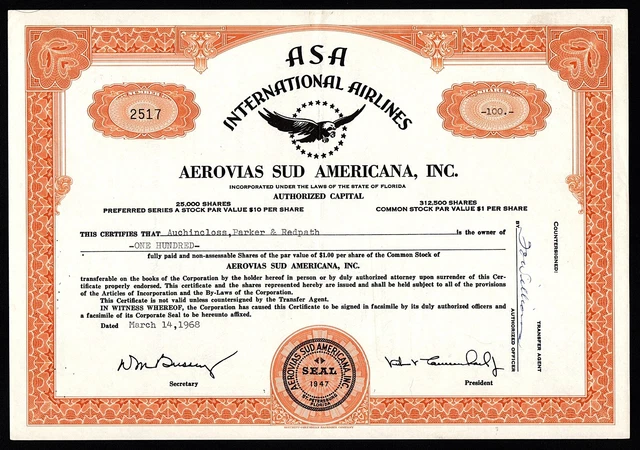 ASA
INTERNATIONAL AIRLINES
NUMBER
2517
SHARES
-100.-
AEROVIAS SUD AMERICANA, INC.
INCORPORATED UNDER THE LAWS OF THE STATE OF FLORIDA
AUTHORIZED CAPITAL
25,000 SHARES
PREFERRED SERIES A STOCK PAR VALUE $10 PER SHARE
312,500 SHARES
COMMON STOCK PAR VALUE $1 PER SHARE
THIS CERTIFIES THAT Auchincloss,Parker & Redpath is the owner of
-ONE HUNDRED-
fully paid and non-assessable Shares of the par value of $1.00 per share of the Common Stock of
AEROVIAS SUD AMERICANA, INC.
transferable on the books of the Corporation by the holder hereof in person or by duly authorized attorney upon surrender of this Cer-
tificate properly endorsed. This certificate and the shares represented hereby are issued and shall be held subject to all of the provisions
of the Articles of Incorporation and the By-Laws of the Corporation.
This Certificate is not valid unless countersigned by the Transfer Agent.
IN WITNESS WHEREOF, the Corporation has caused this Certificate to be signed in facsimile by its duly authorized officers and
a facsimile of its Corporate Seal to be hereunto affixed.
Dated March 14,1968
Secretary
AEROVIAS SUD AMERICANA, INC.
SEAL
1947
ST. PETERSBURG
FLORIDA
President
COUNTERSIGNED:
TRANSFER AGENT
BY
AUTHORIZED OFFICER